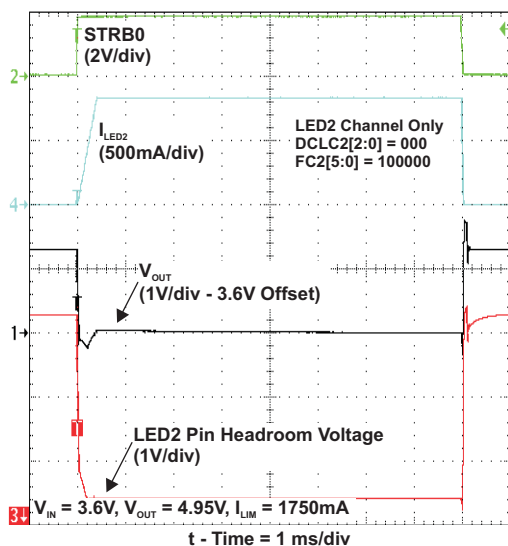 STRB0
(2V/div)
2
I_LED2
(500mA/div)
LED2 Channel Only
DCLC2[2:0] = 000
FC2[5:0] = 100000
4
V_OUT
(1V/div - 3.6V Offset)
1
LED2 Pin Headroom Voltage
(1V/div)
3
V_IN = 3.6V, V_OUT = 4.95V, I_LIM = 1750mA
t - Time = 1 ms/div